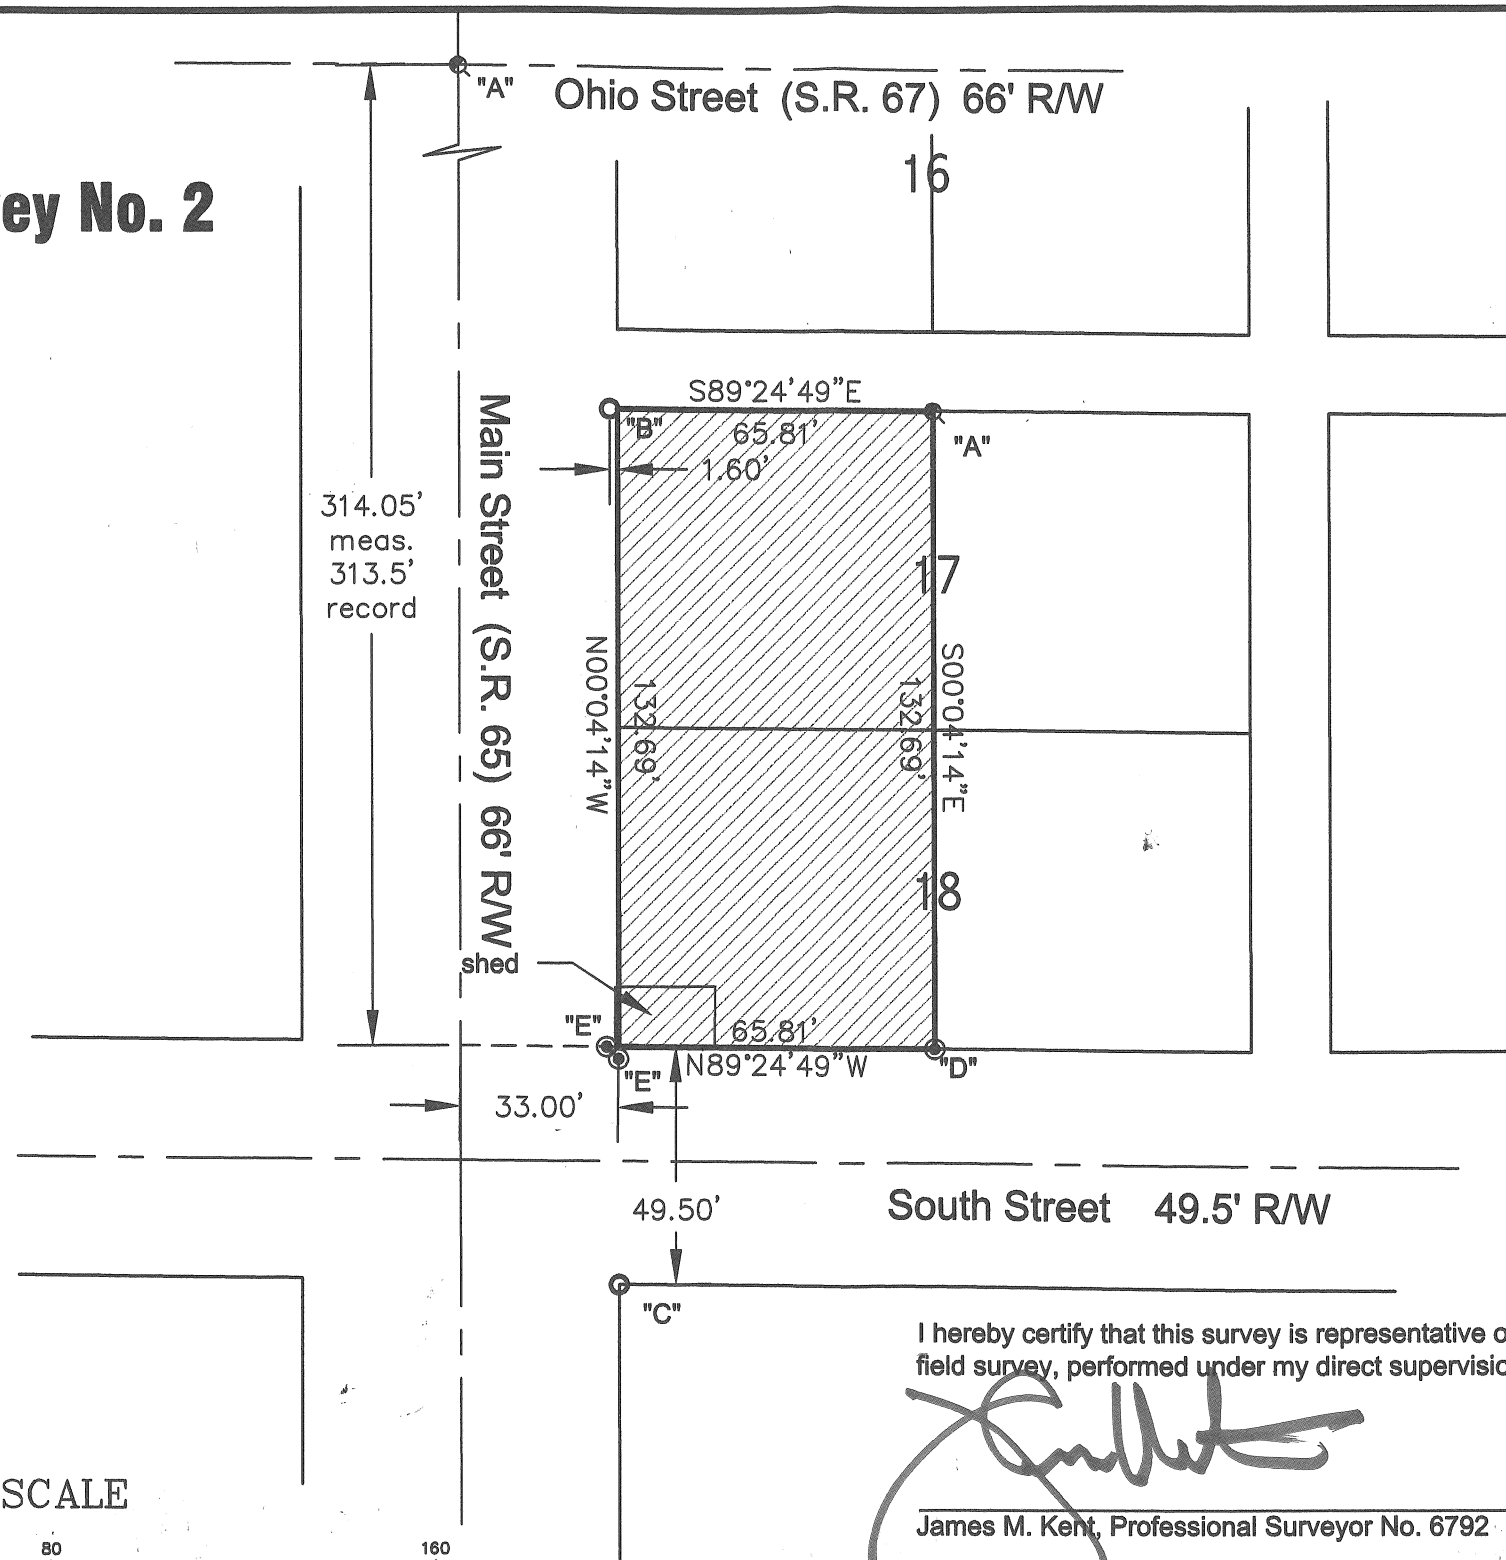 "A"
Ohio Street (S.R. 67) 66' R/W
16
ey No. 2
S89°24'49"E
"B"
65.81'
"A"
1.60'
314.05'
meas.
313.5'
record
Main Street (S.R. 65) 66' R/W
17
N00°04'14"W
132.69'
132.69'
S00°04'14"E
18
shed
"E"
65.81'
"E"
N89°24'49"W
"D"
33.00'
49.50'
South Street 49.5' R/W
"C"
I hereby certify that this survey is representative o
field survey, performed under my direct supervisio
SCALE
James M. Kent, Professional Surveyor No. 6792
80
160